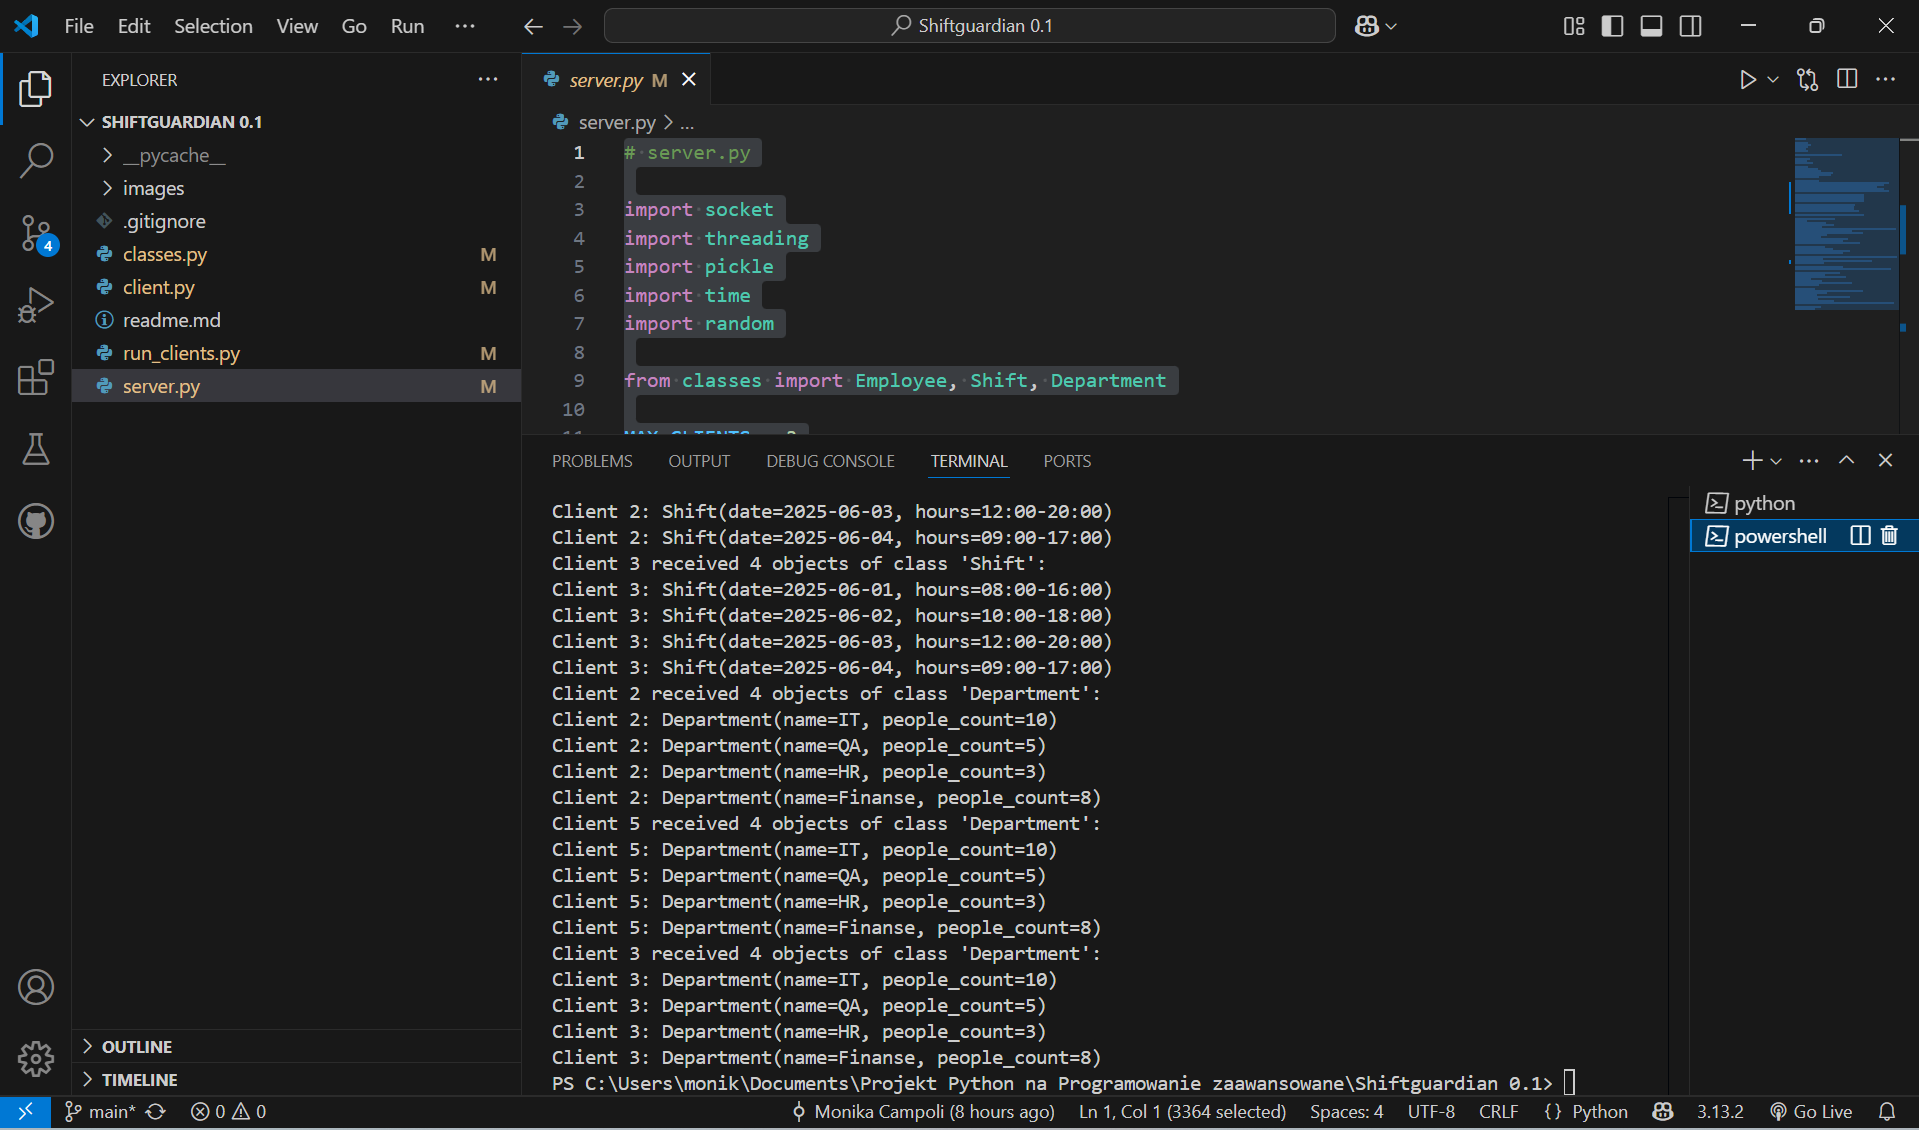 File Edit Selection View Go Run ··· Shiftguardian 0.1
EXPLORER ···
SHIFTGUARDIAN 0.1
__pycache__
images
.gitignore
classes.py M
client.py M
readme.md
run_clients.py M
server.py M
4
OUTLINE
TIMELINE
server.py M
server.py > ...
1 # server.py
2
3 import socket
4 import threading
5 import pickle
6 import time
7 import random
8
9 from classes import Employee, Shift, Department
10
PROBLEMS OUTPUT DEBUG CONSOLE TERMINAL PORTS
Client 2: Shift(date=2025-06-03, hours=12:00-20:00)
Client 2: Shift(date=2025-06-04, hours=09:00-17:00)
Client 3 received 4 objects of class 'Shift':
Client 3: Shift(date=2025-06-01, hours=08:00-16:00)
Client 3: Shift(date=2025-06-02, hours=10:00-18:00)
Client 3: Shift(date=2025-06-03, hours=12:00-20:00)
Client 3: Shift(date=2025-06-04, hours=09:00-17:00)
Client 2 received 4 objects of class 'Department':
Client 2: Department(name=IT, people_count=10)
Client 2: Department(name=QA, people_count=5)
Client 2: Department(name=HR, people_count=3)
Client 2: Department(name=Finanse, people_count=8)
Client 5 received 4 objects of class 'Department':
Client 5: Department(name=IT, people_count=10)
Client 5: Department(name=QA, people_count=5)
Client 5: Department(name=HR, people_count=3)
Client 5: Department(name=Finanse, people_count=8)
Client 3 received 4 objects of class 'Department':
Client 3: Department(name=IT, people_count=10)
Client 3: Department(name=QA, people_count=5)
Client 3: Department(name=HR, people_count=3)
Client 3: Department(name=Finanse, people_count=8)
PS C:\Users\monik\Documents\Projekt Python na Programowanie zaawansowane\Shiftguardian 0.1>
python
powershell
main* 0 0 Monika Campoli (8 hours ago) Ln 1, Col 1 (3364 selected) Spaces: 4 UTF-8 CRLF {} Python 3.13.2 Go Live